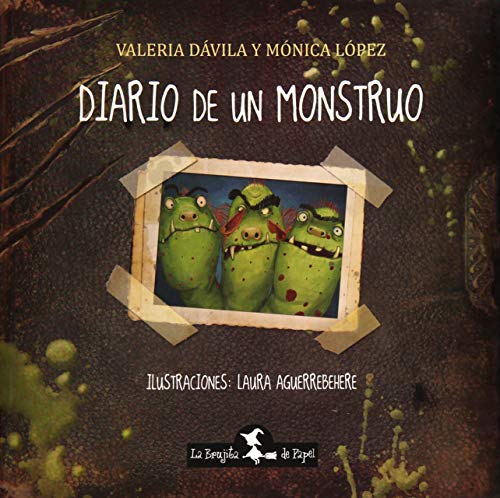 VALERIA DÁVILA Y MÓNICA LÓPEZ
DIARIO DE UN MONSTRUO
ILUSTRACIONES: LAURA AGUERREBEHERE
La Brujita de Papel